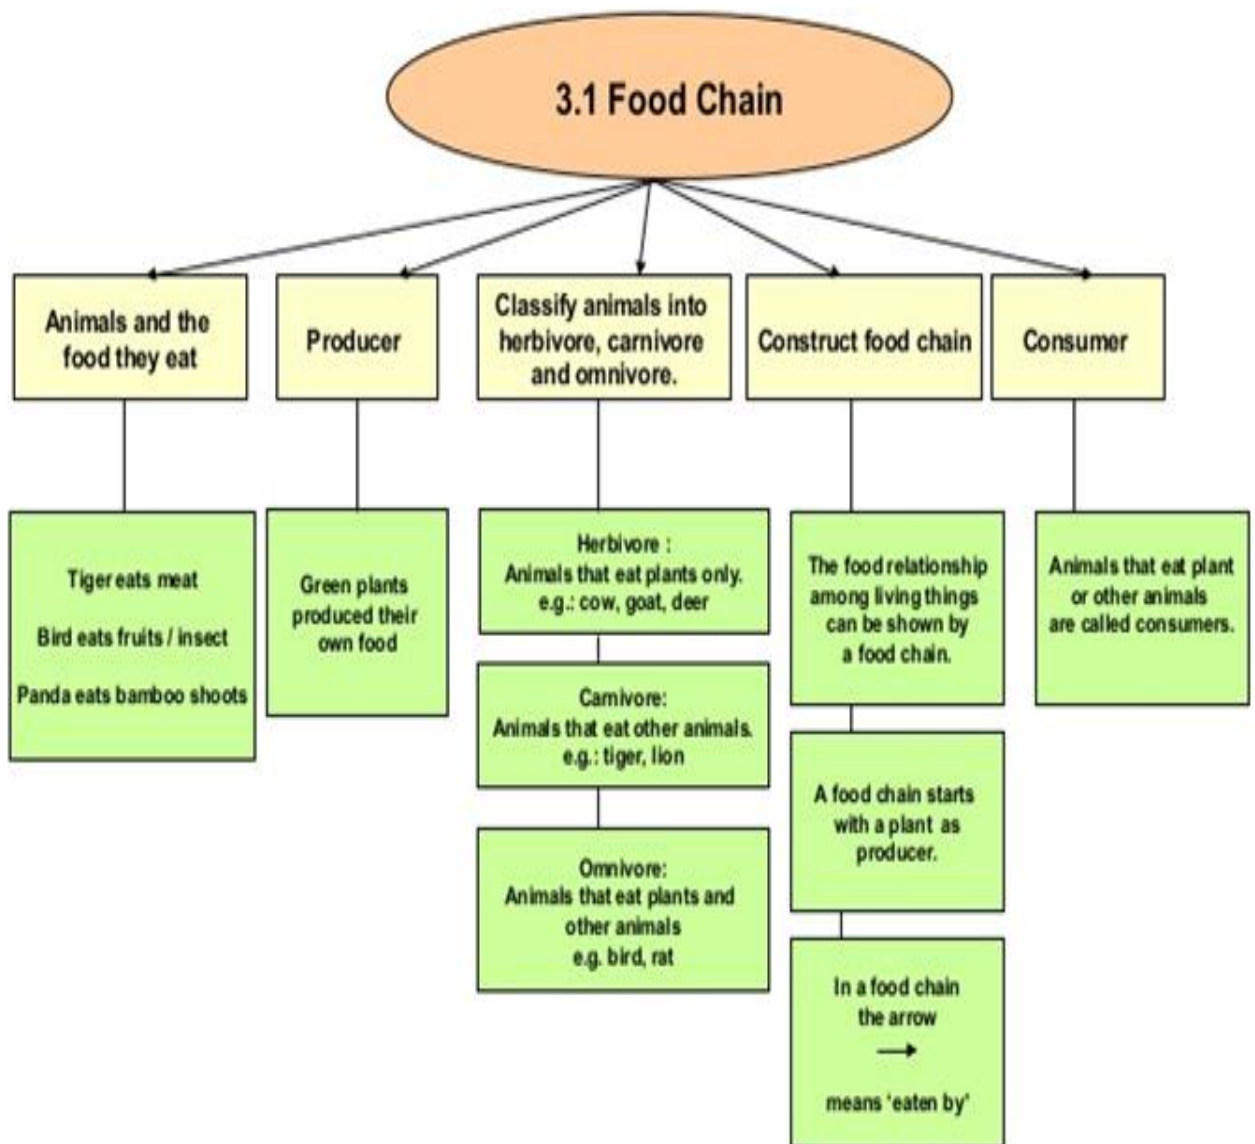 3.1 Food Chain
Animals and the
food they eat
Tiger eats meat
Bird eats fruits / insect
Panda eats bamboo shoots
Producer
Green plants
produced their
own food
Classify animals into
herbivore, carnivore
and omnivore.
Herbivore :
Animals that eat plants only.
e.g.: cow, goat, deer
Carnivore:
Animals that eat other animals.
e.g.: tiger, lion
Omnivore:
Animals that eat plants and
other animals
e.g. bird, rat
Construct food chain
The food relationship
among living things
can be shown by
a food chain.
A food chain starts
with a plant as
producer.
In a food chain
the arrow
→
means ‘eaten by’
Consumer
Animals that eat plant
or other animals
are called consumers.